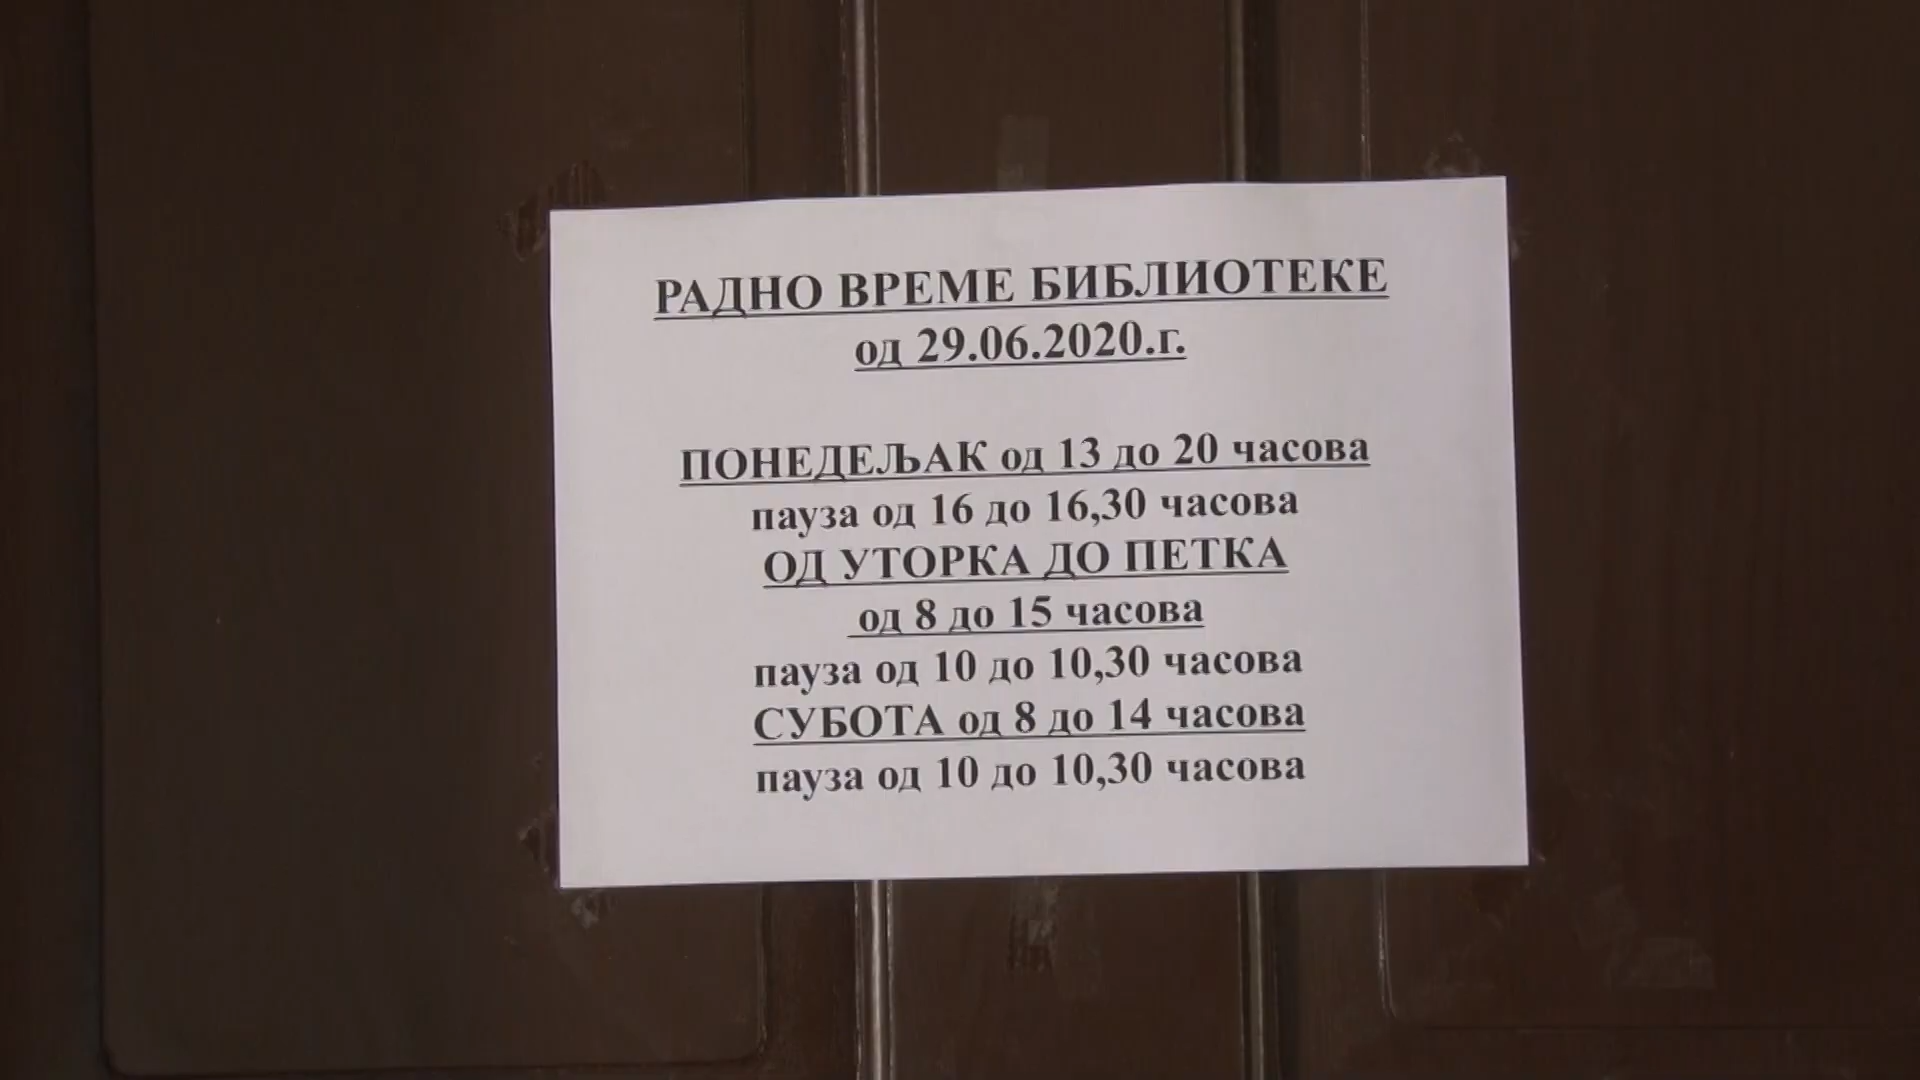 РАДНО ВРЕМЕ БИБЛИОТЕКЕ
од 29.06.2020.г.
ПОНЕДЕЉАК од 13 до 20 часова
пауза од 16 до 16,30 часова
ОД УТОРКА ДО ПЕТКА
од 8 до 15 часова
пауза од 10 до 10,30 часова
СУБОТА од 8 до 14 часова
пауза од 10 до 10,30 часова